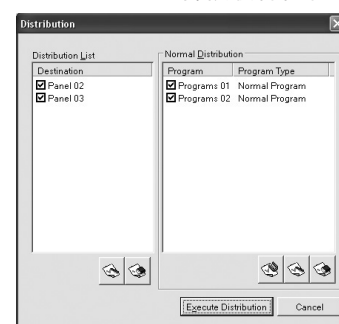 Distribution
Distribution List
Destination
Panel 02
Panel 03
Normal Distribution
Program Program Type
Programs 01 Normal Program
Programs 02 Normal Program
Execute Distribution Cancel